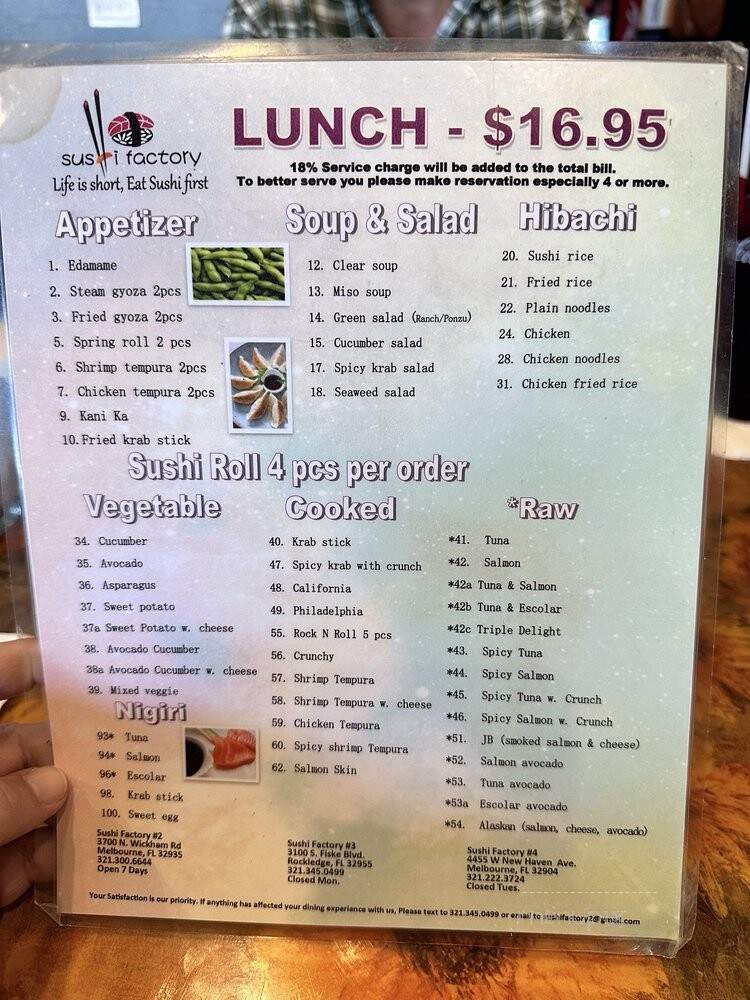 sushi factory
Life is short, Eat Sushi first
LUNCH - $16.95
18% Service charge will be added to the total bill.
To better serve you please make reservation especially 4 or more.
Appetizer
1. Edamame
2. Steam gyoza 2pcs
3. Fried gyoza 2pcs
5. Spring roll 2 pcs
6. Shrimp tempura 2pcs
7. Chicken tempura 2pcs
9. Kani Ka
10. Fried krab stick
Soup & Salad
12. Clear soup
13. Miso soup
14. Green salad (Ranch/Ponzu)
15. Cucumber salad
17. Spicy krab salad
18. Seaweed salad
Hibachi
20. Sushi rice
21. Fried rice
22. Plain noodles
24. Chicken
28. Chicken noodles
31. Chicken fried rice
Sushi Roll 4 pcs per order
Vegetable
34. Cucumber
35. Avocado
36. Asparagus
37. Sweet potato
37a Sweet Potato w. cheese
38. Avocado Cucumber
38a Avocado Cucumber w. cheese
39. Mixed veggie
Nigiri
93* Tuna
94* Salmon
96* Escolar
98. Krab stick
100. Sweet egg
Cooked
40. Krab stick
47. Spicy krab with crunch
48. California
49. Philadelphia
55. Rock N Roll 5 pcs
56. Crunchy
57. Shrimp Tempura
58. Shrimp Tempura w. cheese
59. Chicken Tempura
60. Spicy shrimp Tempura
62. Salmon Skin
*Raw
*41. Tuna
*42. Salmon
*42a Tuna & Salmon
*42b Tuna & Escolar
*42c Triple Delight
*43. Spicy Tuna
*44. Spicy Salmon
*45. Spicy Tuna w. Crunch
*46. Spicy Salmon w. Crunch
*51. JB (smoked salmon & cheese)
*52. Salmon avocado
*53. Tuna avocado
*53a Escolar avocado
*54. Alaskan (salmon, cheese, avocado)
Sushi Factory #2
3700 N. Wickham Rd
Melbourne, FL 32935
321.300.6644
Open 7 Days
Sushi Factory #3
3100 S. Fiske Blvd.
Rockledge, FL 32955
321.345.0499
Closed Mon.
Sushi Factory #4
4455 W New Haven Ave.
Melbourne, FL 32904
321.222.3724
Closed Tues.
Your Satisfaction is our priority. If anything has affected your dining experience with us, Please text to 321.345.0499 or email to sushifactory2@gmail.com